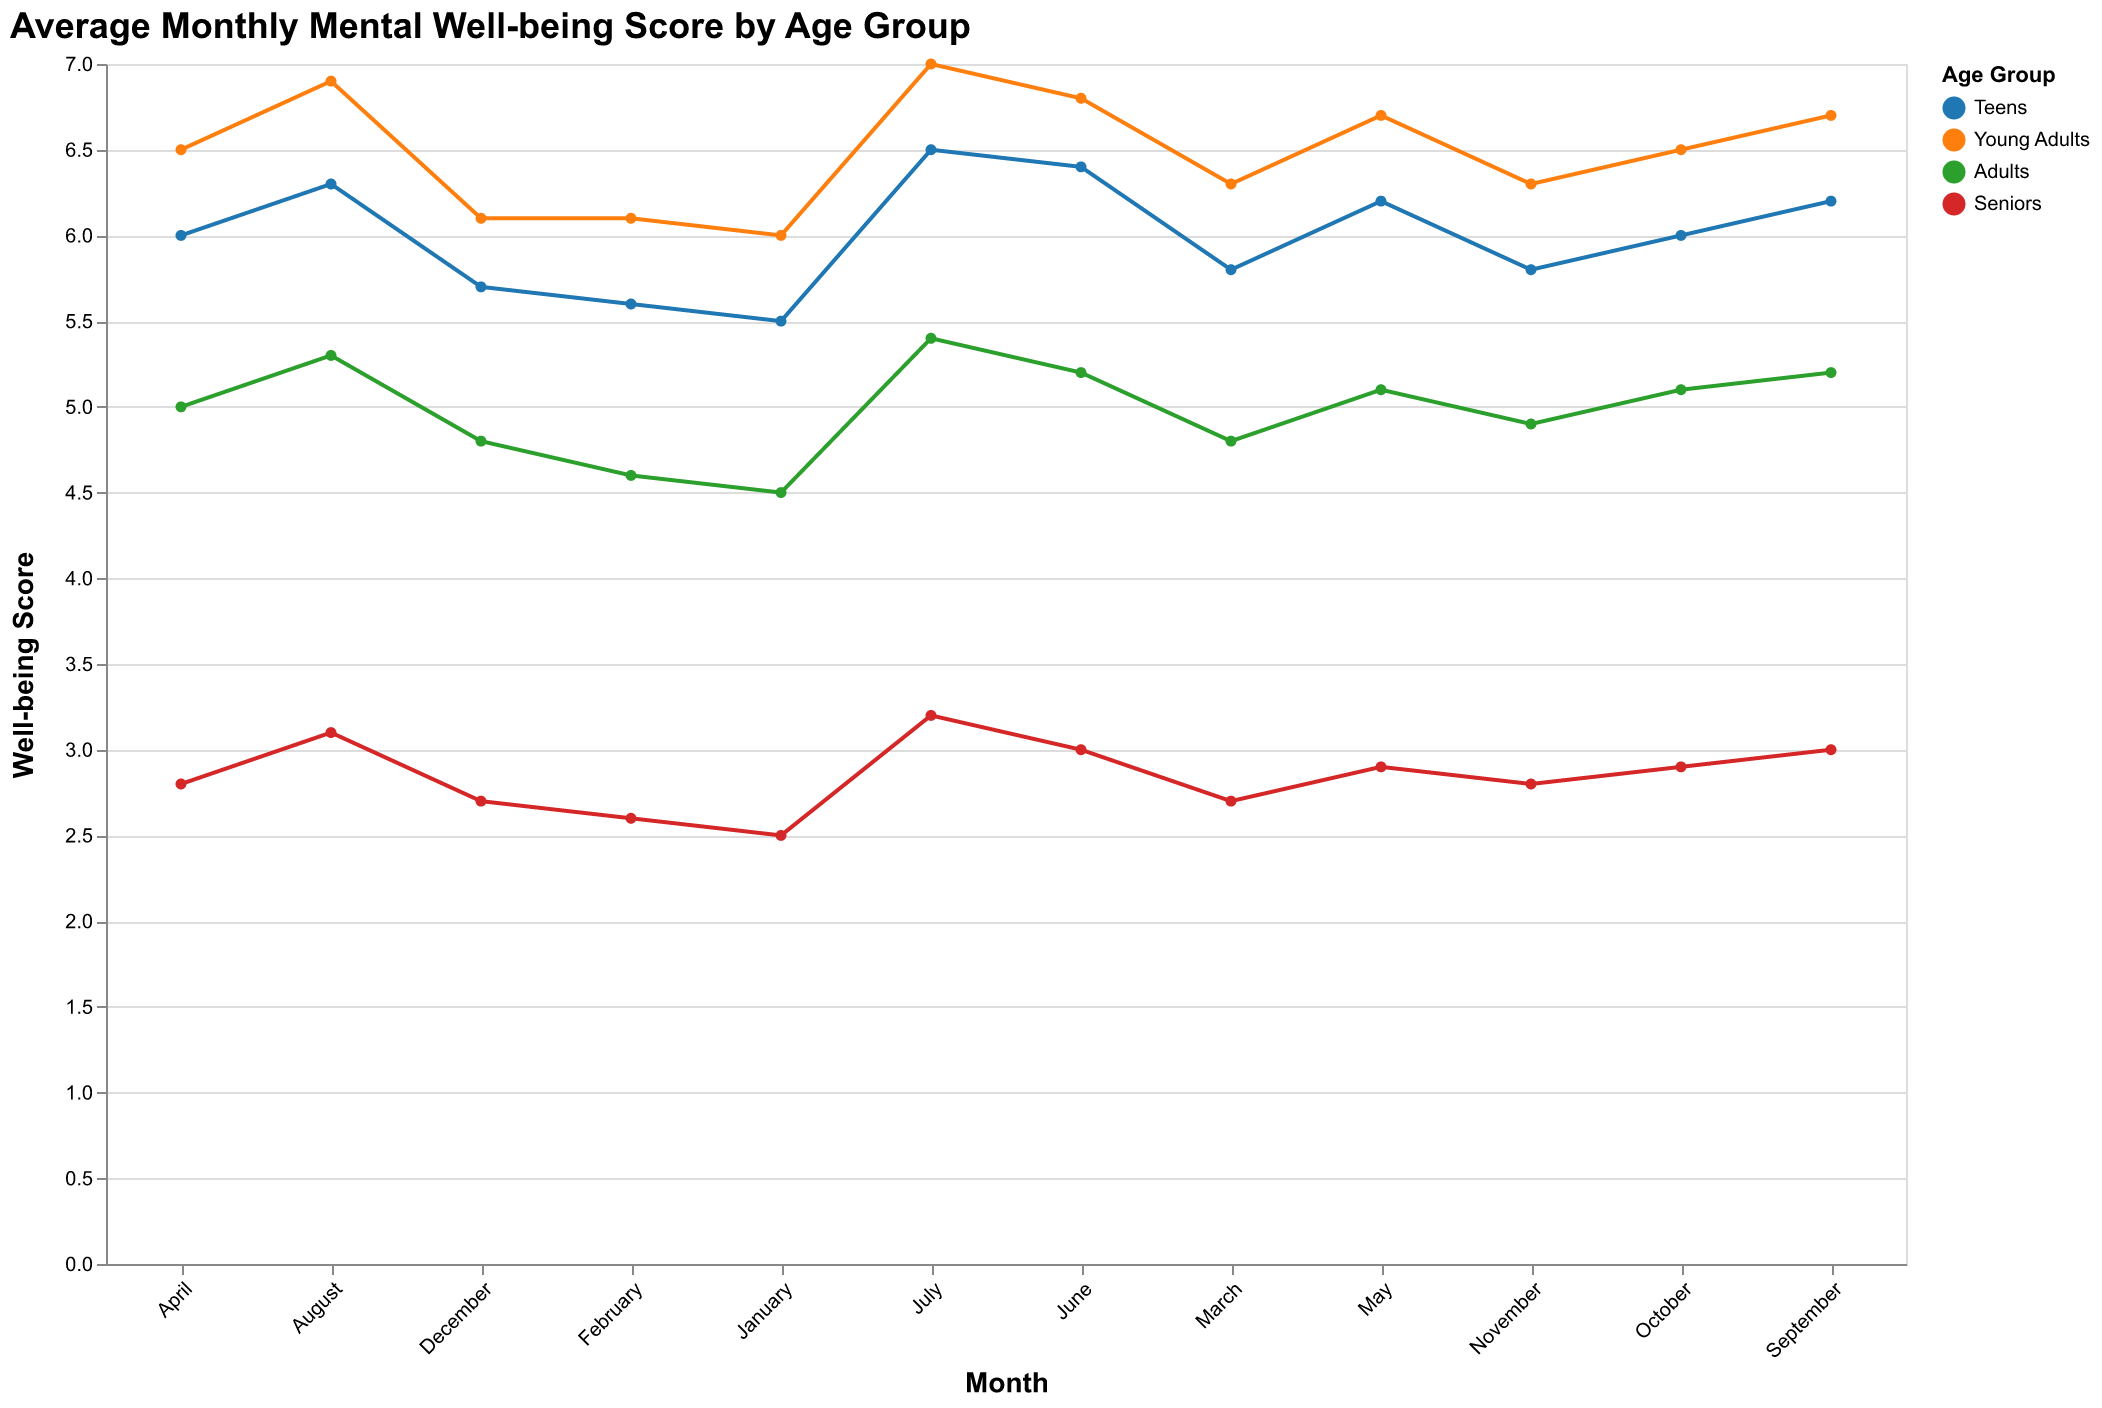 Average Monthly Mental Well-being Score by Age Group
7.0
6.5
6.0
5.5
5.0
4.5
4.0
3.5
3.0
2.5
2.0
1.5
1.0
0.5
0.0
Well-being Score
April
August
December
February
January
July
June
March
May
November
October
September
Month
Age Group
Teens
Young Adults
Adults
Seniors